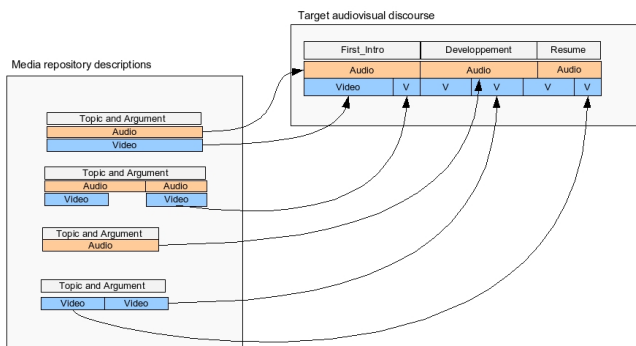 Target audiovisual discourse
First_Intro Developpement Resume
Audio Audio Audio
Video V V V V V
Media repository descriptions
Topic and Argument
Audio
Video
Topic and Argument
Audio Audio
Video Video
Topic and Argument
Audio
Topic and Argument
Video Video